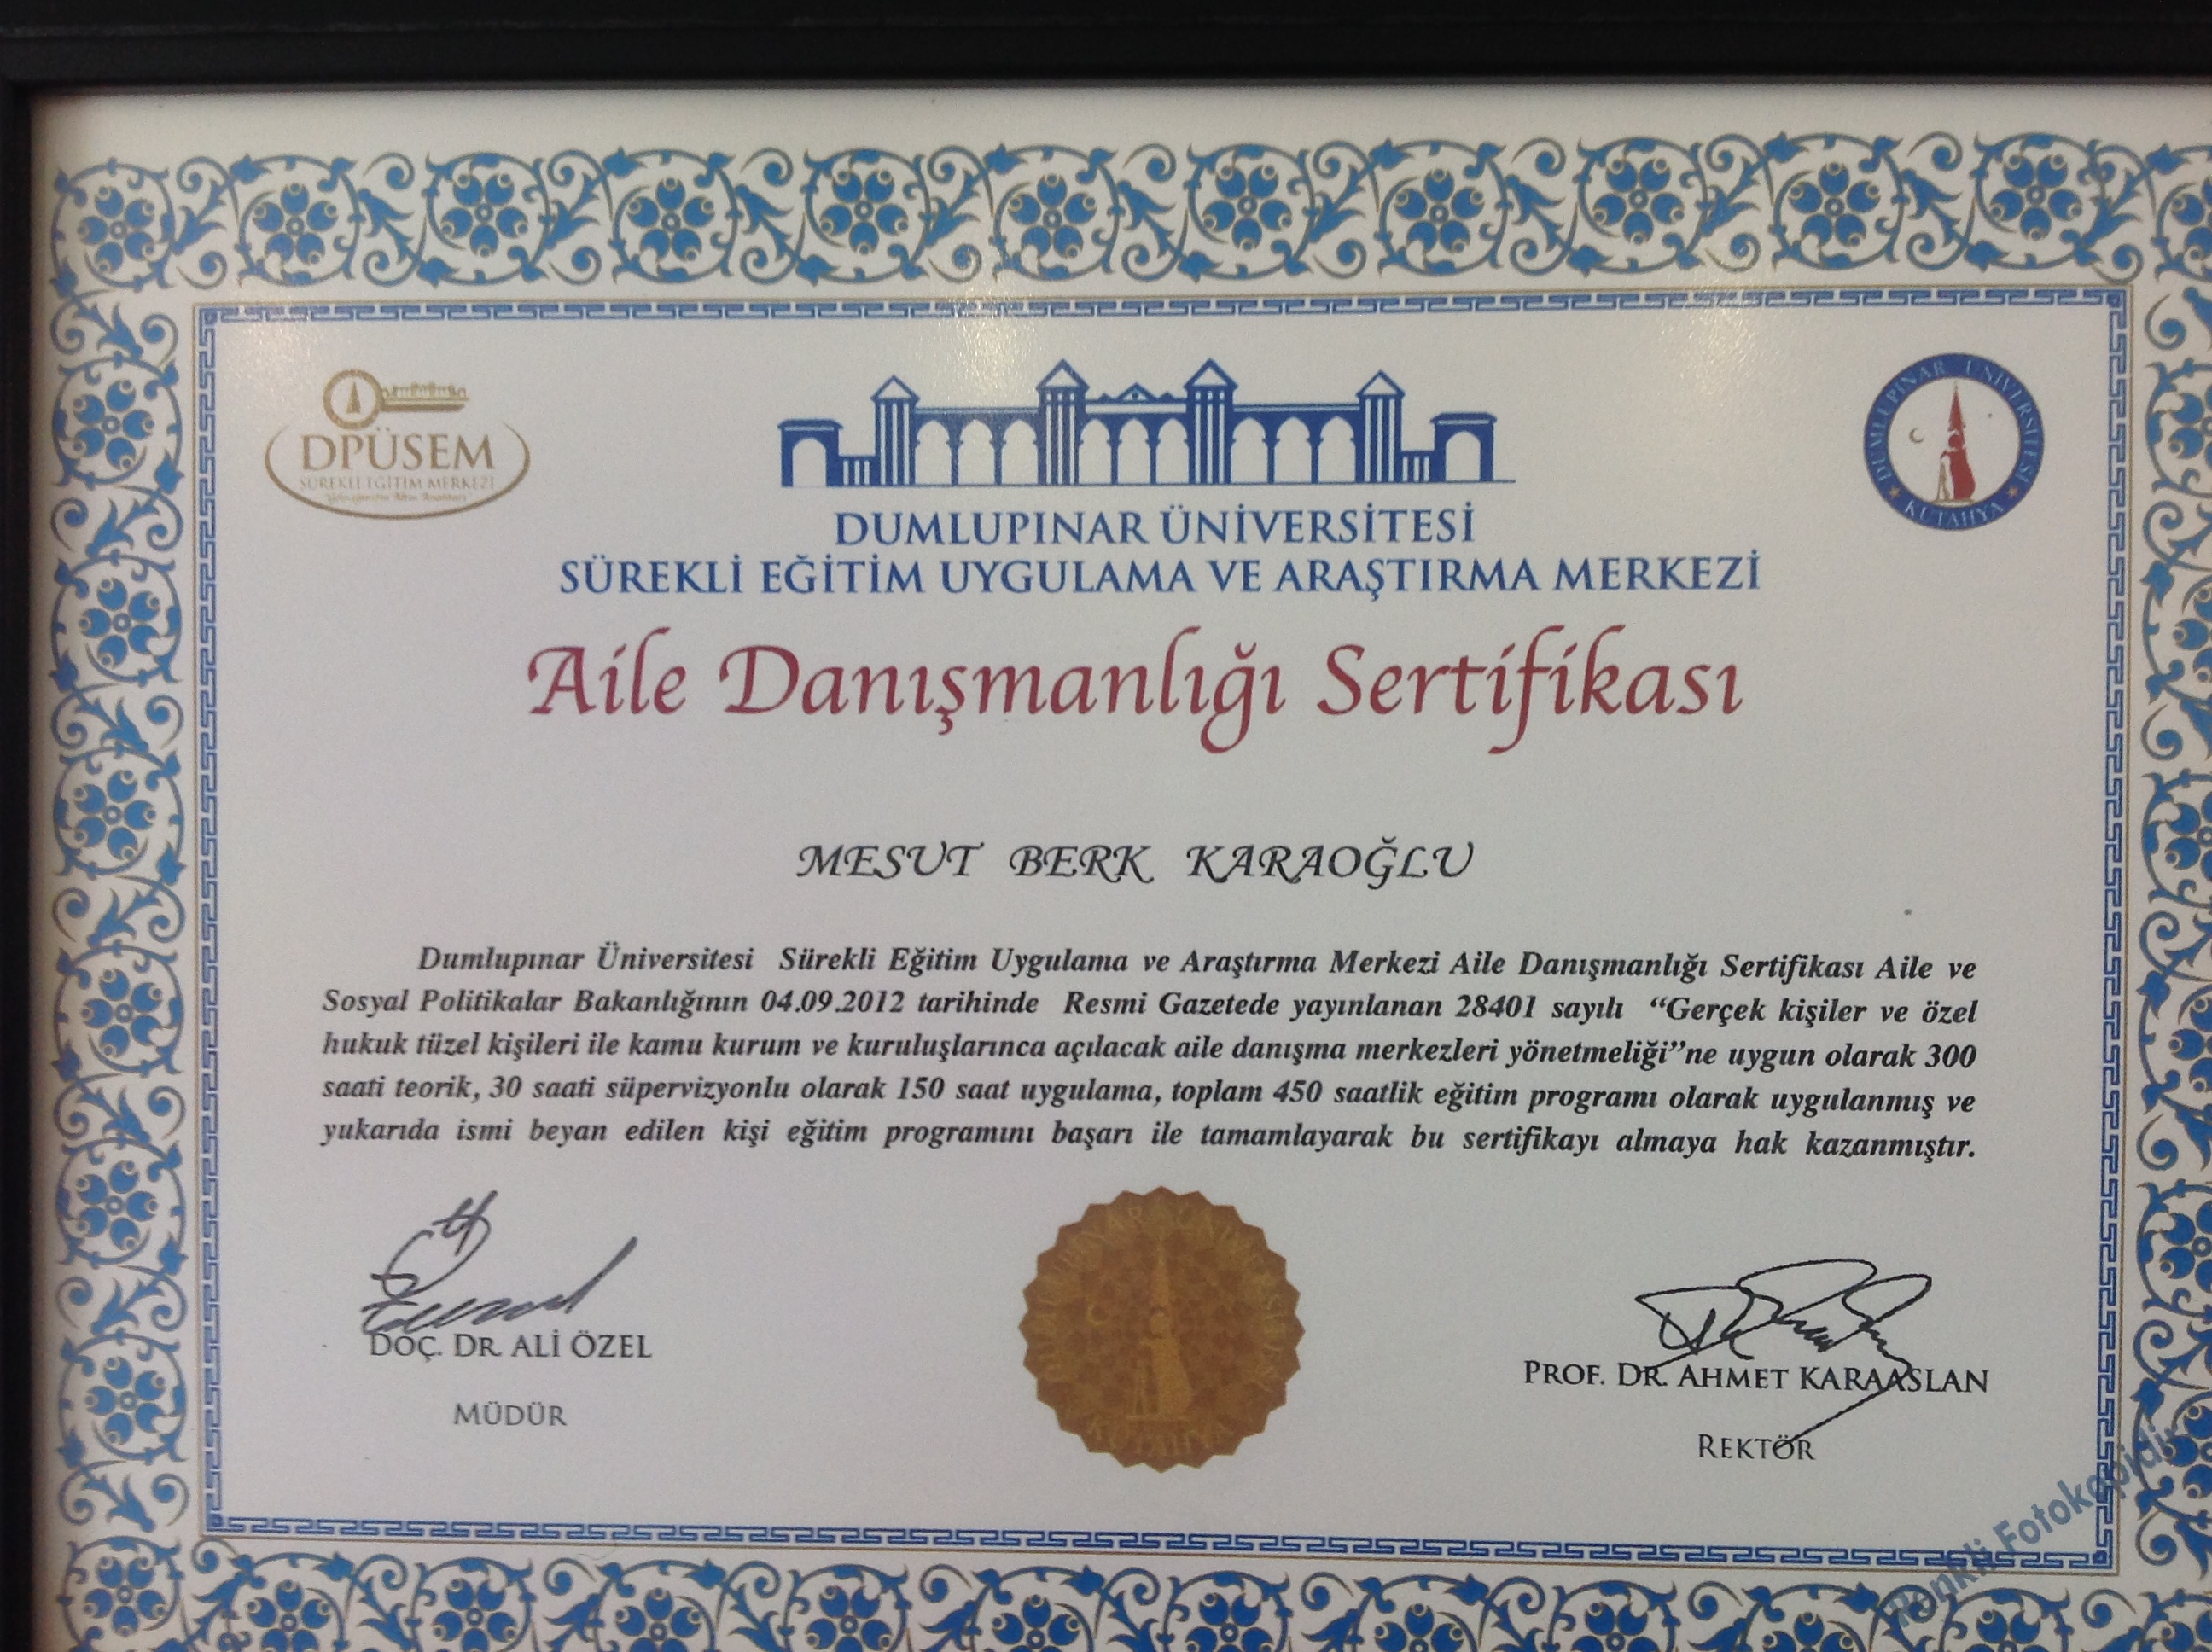 DPÜSEM
SÜREKLİ EĞİTİM MERKEZİ
DUMLUPINAR ÜNİVERSİTESİ
KÜTAHYA
DUMLUPINAR ÜNİVERSİTESİ
SÜREKLİ EĞİTİM UYGULAMA VE ARAŞTIRMA MERKEZİ
Aile Danışmanlığı Sertifikası
MESUT BERK KARAOĞLU
Dumlupınar Üniversitesi Sürekli Eğitim Uygulama ve Araştırma Merkezi Aile Danışmanlığı Sertifikası Aile ve
Sosyal Politikalar Bakanlığının 04.09.2012 tarihinde Resmi Gazetede yayınlanan 28401 sayılı “Gerçek kişiler ve özel
hukuk tüzel kişileri ile kamu kurum ve kuruluşlarınca açılacak aile danışma merkezleri yönetmeliği”ne uygun olarak 300
saati teorik, 30 saati süpervizyonlu olarak 150 saat uygulama, toplam 450 saatlik eğitim programı olarak uygulanmış ve
yukarıda ismi beyan edilen kişi eğitim programını başarı ile tamamlayarak bu sertifikayı almaya hak kazanmıştır.
DOÇ. DR. ALİ ÖZEL
MÜDÜR
PROF. DR. AHMET KARAASLAN
REKTÖR
KÜTAHYA
Renkli Fotokopidir